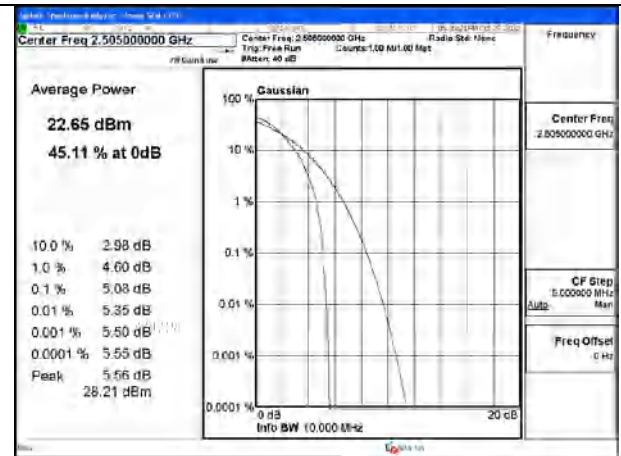 Center Freq 2.505000000 GHz
Center Freq: 2.505000000 GHz
Radio Std: None
Trig: Free Run
Counts:1.00 M/1.00 Mpt
#Atten: 40 dB
Frequency
Average Power
22.65 dBm
45.11 % at 0dB
10.0 % 2.98 dB
1.0 % 4.60 dB
0.1 % 5.08 dB
0.01 % 5.35 dB
0.001 % 5.50 dB
0.0001 % 5.55 dB
Peak 5.56 dB
28.21 dBm
Gaussian
100 %
10 %
1 %
0.1 %
0.01 %
0.001 %
0.0001 %
0 dB
20 dB
Info BW 10.000 MHz
Center Freq
2.505000000 GHz
CF Step
5.000000 MHz
Auto Man
Freq Offset
0 Hz